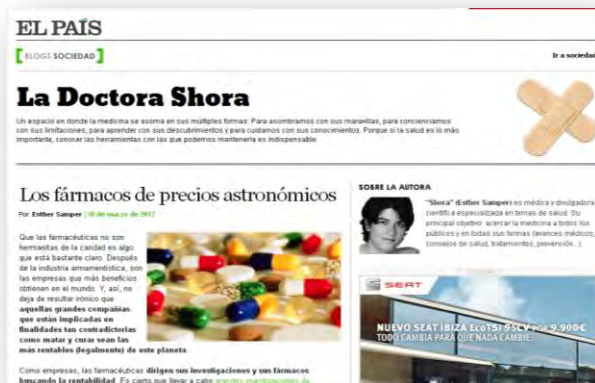 EL PAÍS
[ BLOGS SOCIEDAD ]
Ir a sociedad
La Doctora Shora
Un espacio en donde la medicina se asoma en sus múltiples formas: Para asombrarnos con sus maravillas, para concienciarnos
con sus limitaciones, para aprender con sus descubrimientos y para cuidarnos con sus conocimientos. Porque si la salud es lo más
importante, conocer las herramientas con las que podemos mantenerla es indispensable.
Los fármacos de precios astronómicos
Por: Esther Samper | de marzo de 2012
Que las farmacéuticas no son
hermanitas de la caridad es algo
que está bastante claro. Después
de la industria armamentística, son
las empresas que más beneficios
obtienen en el mundo. Y, así, no
deja de resultar irónico que
aquellas grandes compañías
que están implicadas en
finalidades tan contradictorias
como matar y curar sean las
más rentables (legalmente) de este planeta.
Como empresas, las farmacéuticas dirigen sus investigaciones y sus fármacos
buscando la rentabilidad. Es cierto que llevar a cabo grandes investigaciones de
SOBRE LA AUTORA
"Shora" (Esther Samper) es médica y divulgadora
científica especializada en temas de salud. Su
principal objetivo: acercar la medicina a todos los
públicos y en todas sus formas (avances médicos,
consejos de salud, tratamientos, prevención...).
SEAT
NUEVO SEAT IBIZA EcoTSI 95CV POR 9.900€
TODO CAMBIA PARA QUE NADA CAMBIE